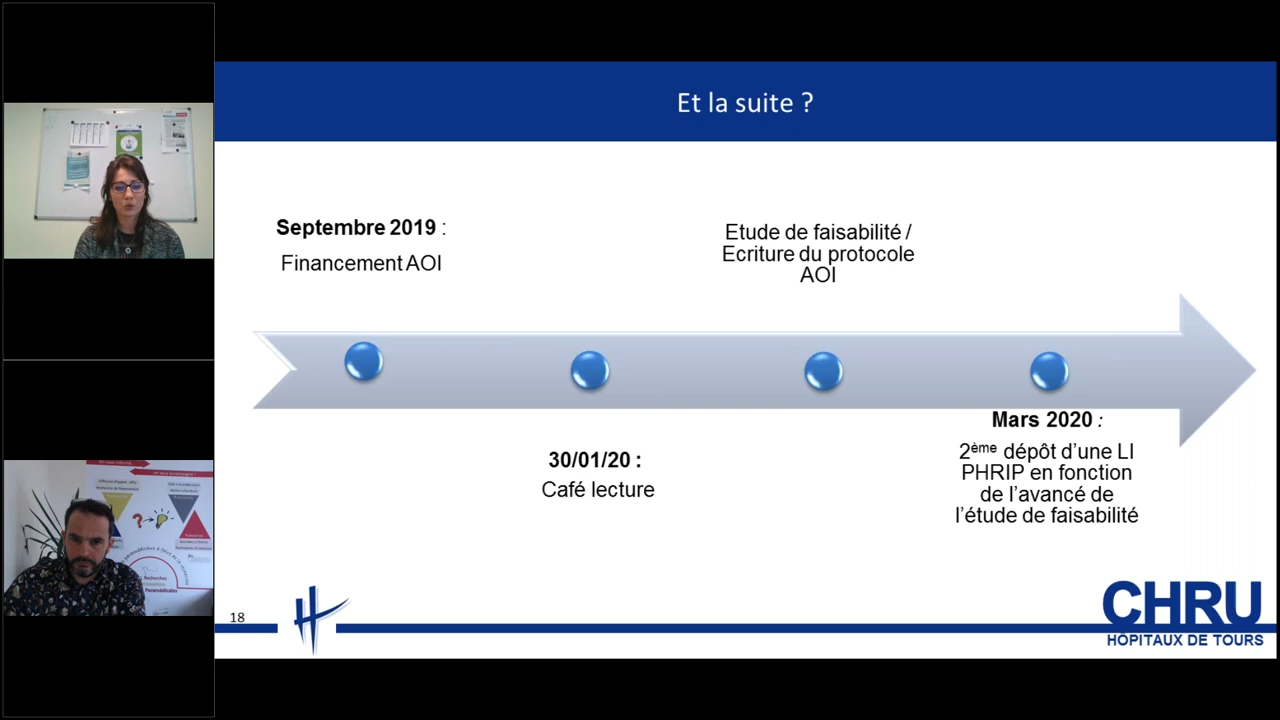 Et la suite ?
Septembre 2019 :
Financement AOI
Etude de faisabilité /
Ecriture du protocole
AOI
30/01/20 :
Café lecture
Mars 2020 :
2ème dépôt d'une LI
PHRIP en fonction
de l'avancé de
l'étude de faisabilité
18
CHRU
HÔPITAUX DE TOURS
Recherches
Paramédicales